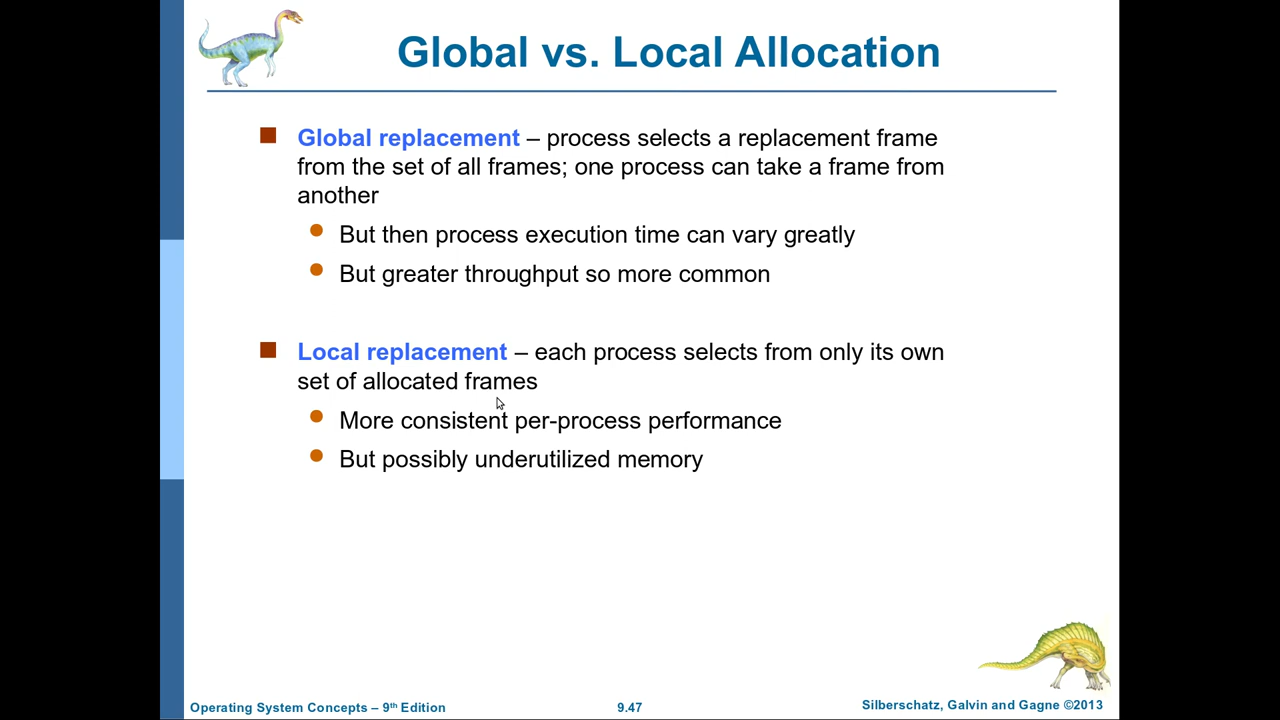 Global vs. Local Allocation
Global replacement – process selects a replacement frame
from the set of all frames; one process can take a frame from
another
But then process execution time can vary greatly
But greater throughput so more common
Local replacement – each process selects from only its own
set of allocated frames
More consistent per-process performance
But possibly underutilized memory
Operating System Concepts – 9th Edition
9.47
Silberschatz, Galvin and Gagne ©2013